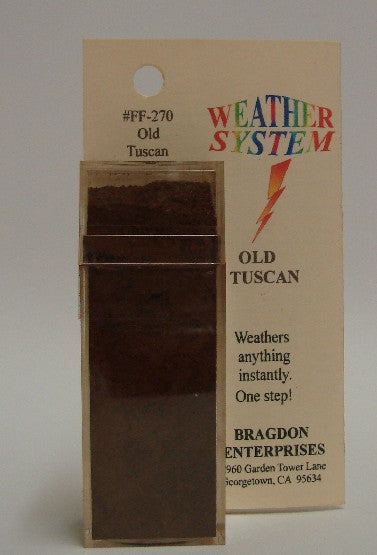 #FF-270
Old
Tuscan
WEATHER
SYSTEM
OLD
TUSCAN
Weathers
anything
instantly.
One step!
BRAGDON
ENTERPRISES
960 Garden Tower Lane
Georgetown, CA 95634